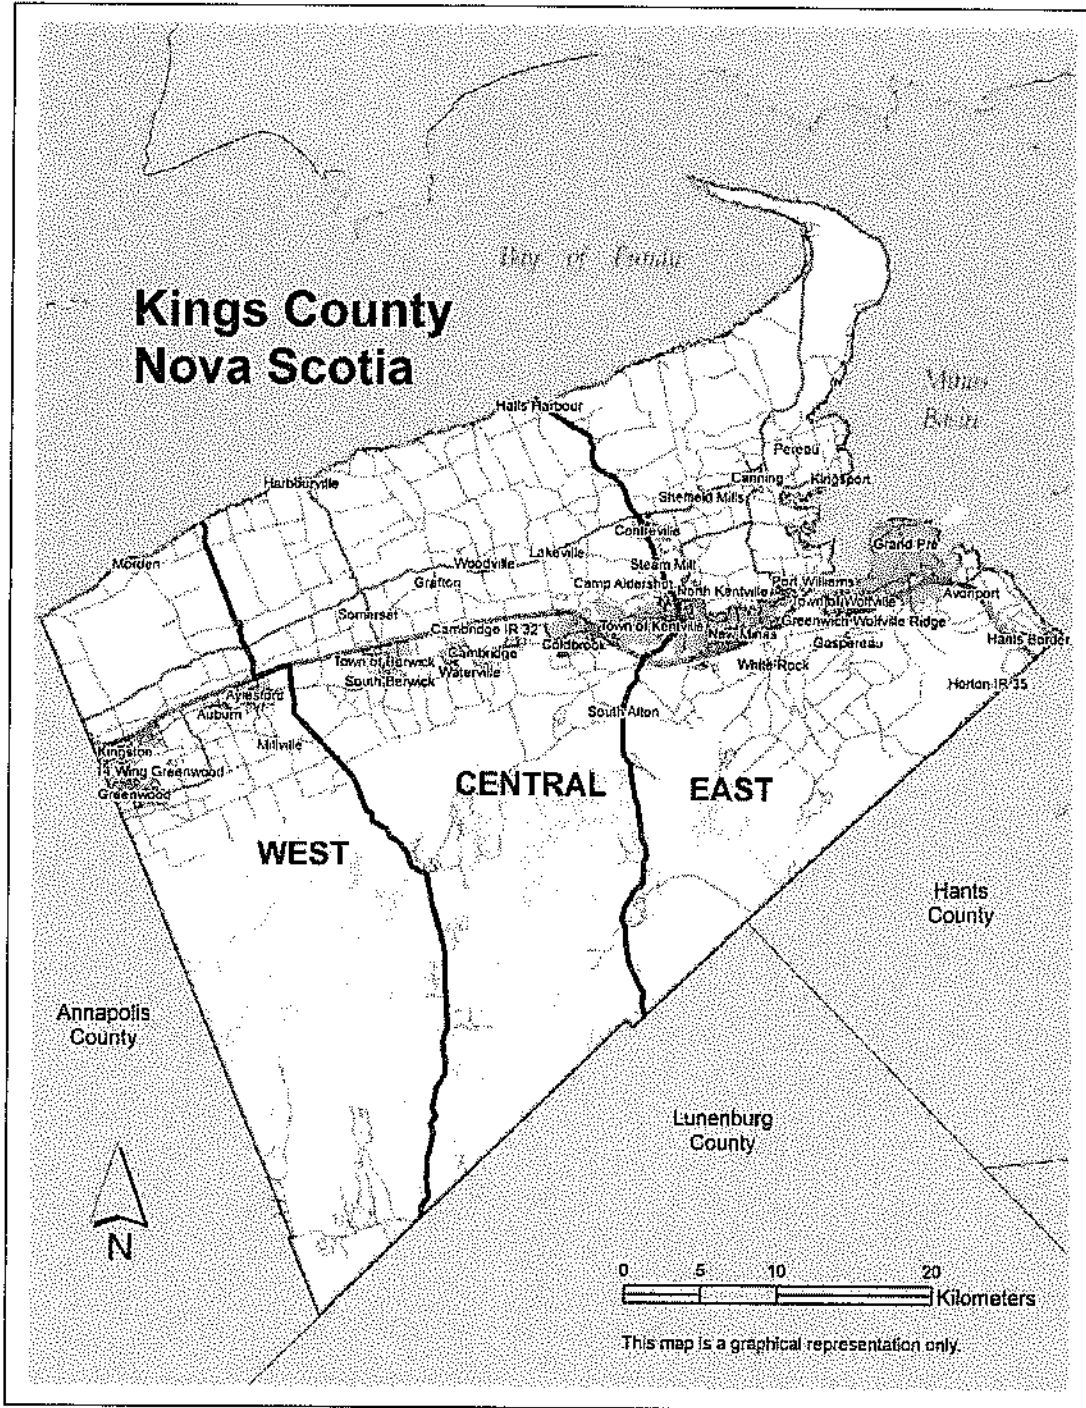 Bay of Fundy
Kings County
Nova Scotia
Minas
Basin
Halls Harbour
Pereau
Harbourville
Canning
Kingsport
Sheffield Mills
Centreville
Grand Pré
Morden
Woodville
Lakeville
Steam Mill
Grafton
Camp Aldershot
North Kentville
Port Williams
Town of Wolfville
Avonport
Somerset
Cambridge IR 32
Town of Kentville
New Minas
Greenwich
Wolfville Ridge
Gaspereau
Hants Border
Coldbrook
Cambridge
Town of Berwick
Waterville
South Berwick
White Rock
Horton IR 35
Aylesford
Auburn
South Alton
Millville
Kingston
14 Wing Greenwood
Greenwood
CENTRAL
EAST
WEST
Hants
County
Annapolis
County
Lunenburg
County
N
0 5 10 20
Kilometers
This map is a graphical representation only.